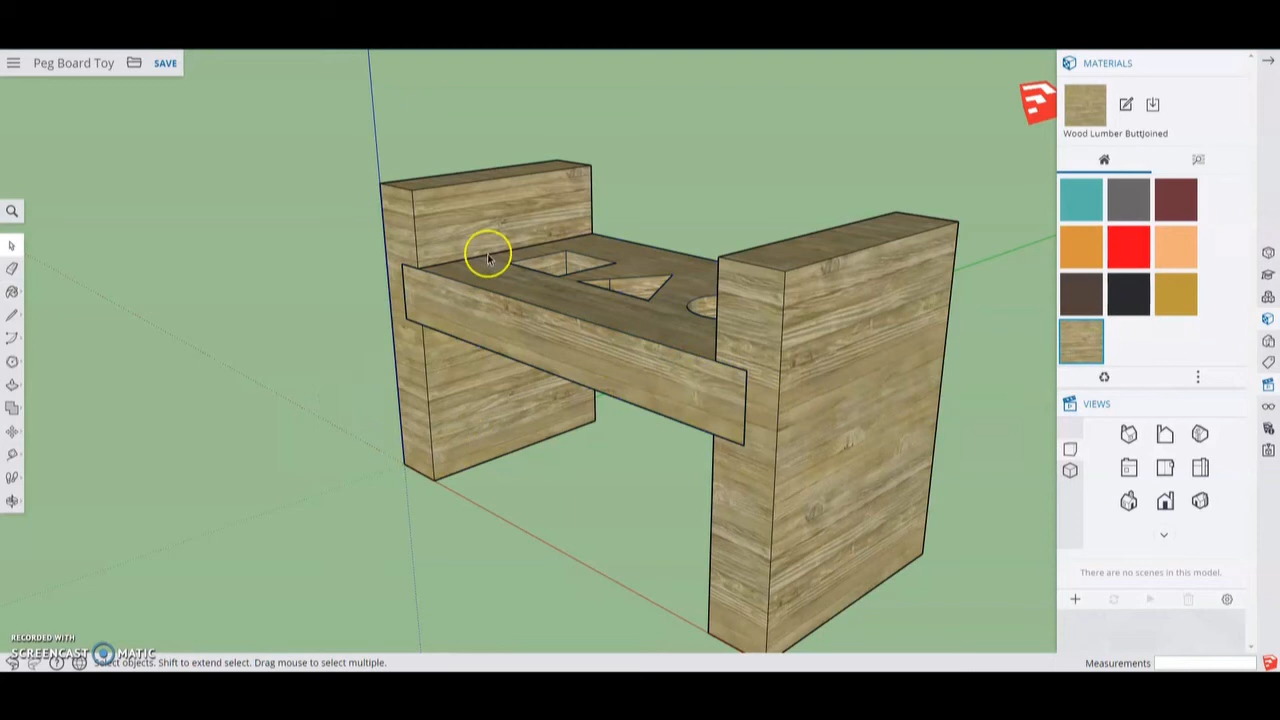 Peg Board Toy SAVE
MATERIALS
Wood Lumber ButtJoined
VIEWS
There are no scenes in this model.
RECORDED WITH
SCREENCAST MATIC
Select objects. Shift to extend select. Drag mouse to select multiple.
Measurements